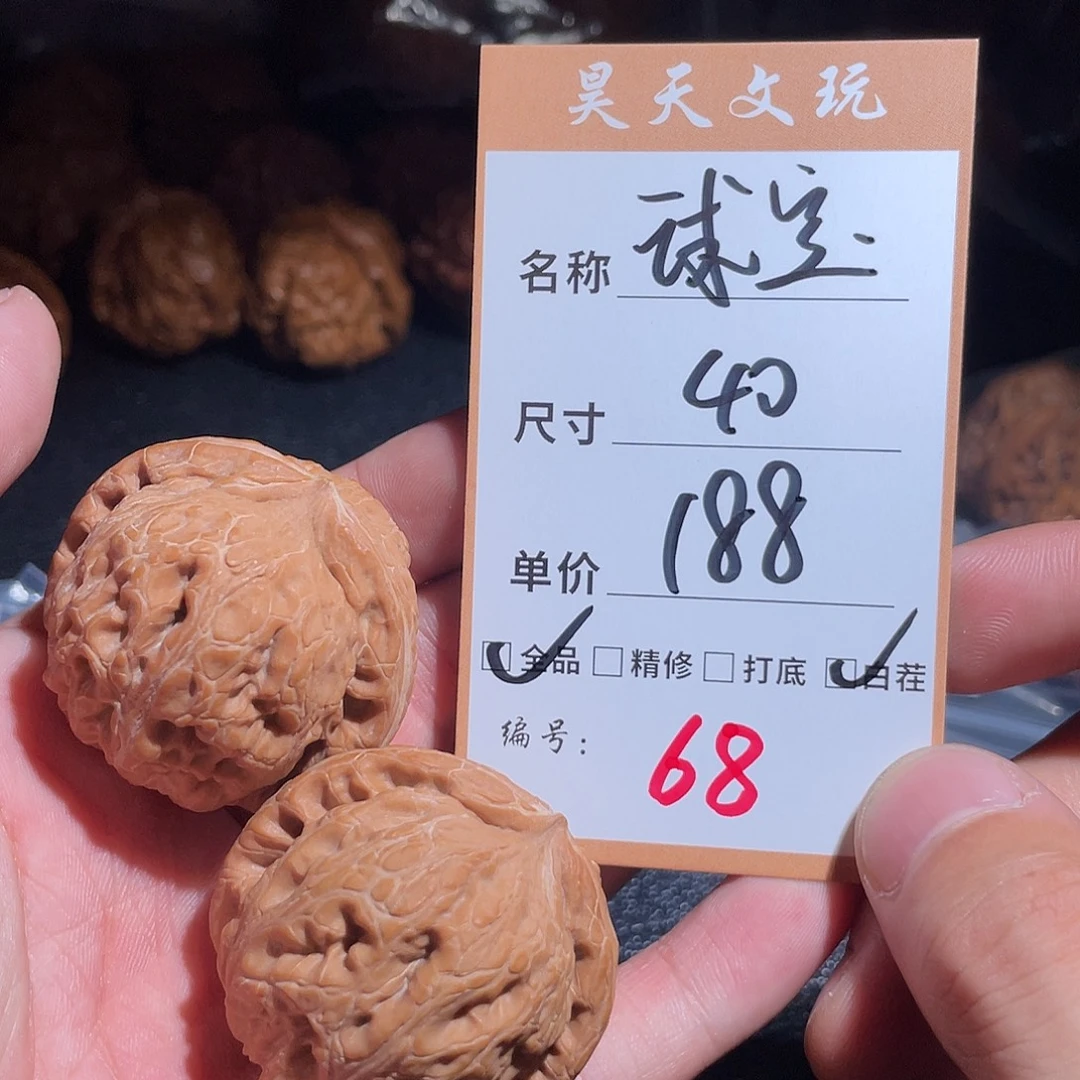 昊天文玩
名称 球宝
尺寸 40
单价 188
☑全品 □精修 □打底 ☑白茬
编号: 68